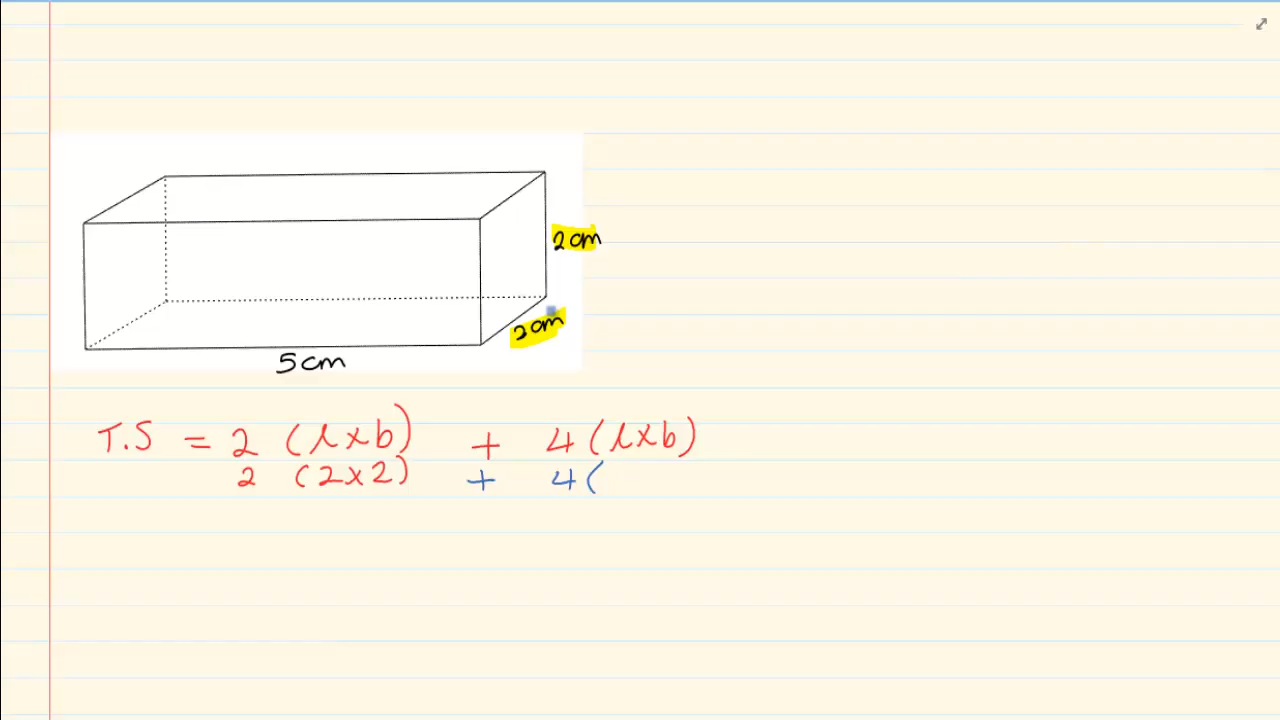 2cm
2cm
5cm
T.S = 2 (l×b) + 4(l×b)
2 (2×2) + 4(